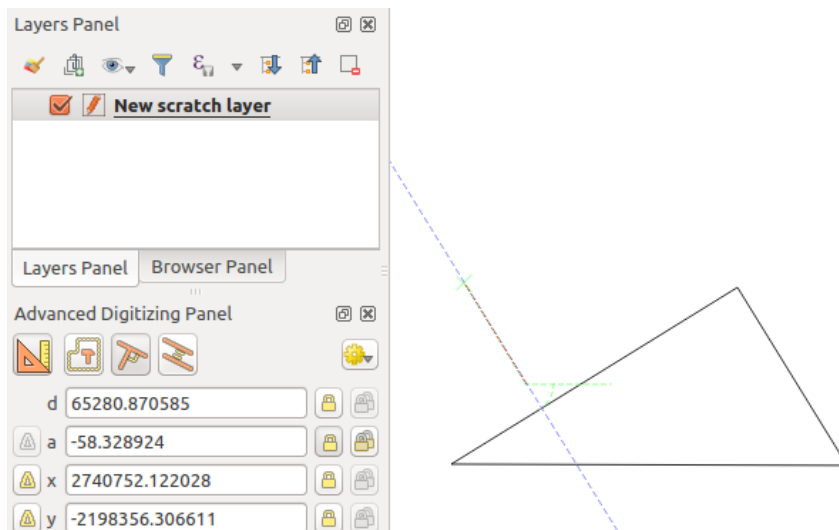 Layers Panel
New scratch layer
Layers Panel Browser Panel
Advanced Digitizing Panel
d 65280.870585
a -58.328924
x 2740752.122028
y -2198356.306611